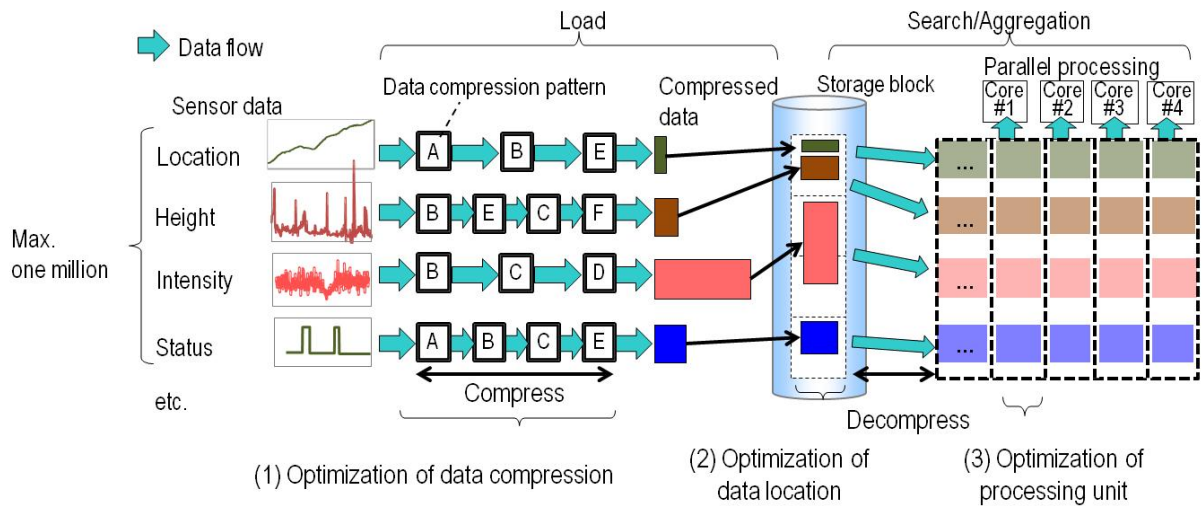 Load
Search/Aggregation
Data flow
Parallel processing
Data compression pattern
Compressed
data
Storage block
Core
#1
Core
#2
Core
#3
Core
#4
Sensor data
Location
A
B
E
...
Height
B
E
C
F
...
Max.
one million
Intensity
B
C
D
...
Status
A
B
C
E
...
etc.
Compress
Decompress
(1) Optimization of data compression
(2) Optimization of
data location
(3) Optimization of
processing unit